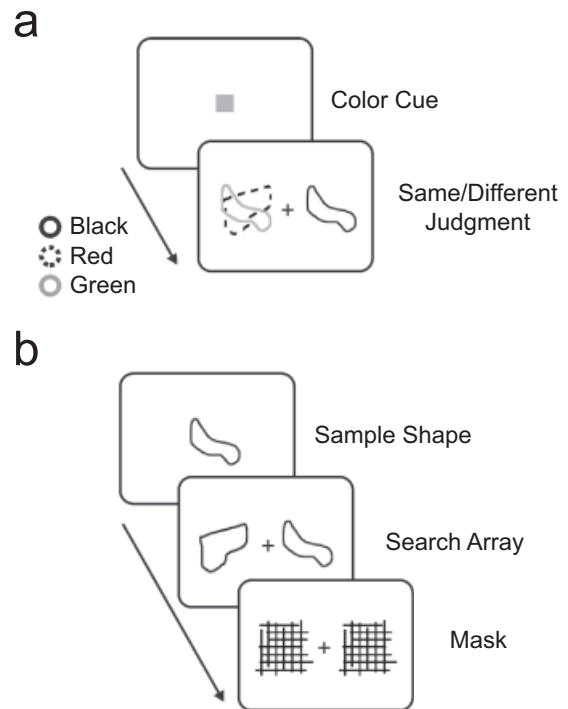 a
Color Cue
Same/Different
Judgment
Black
Red
Green
b
Sample Shape
Search Array
Mask